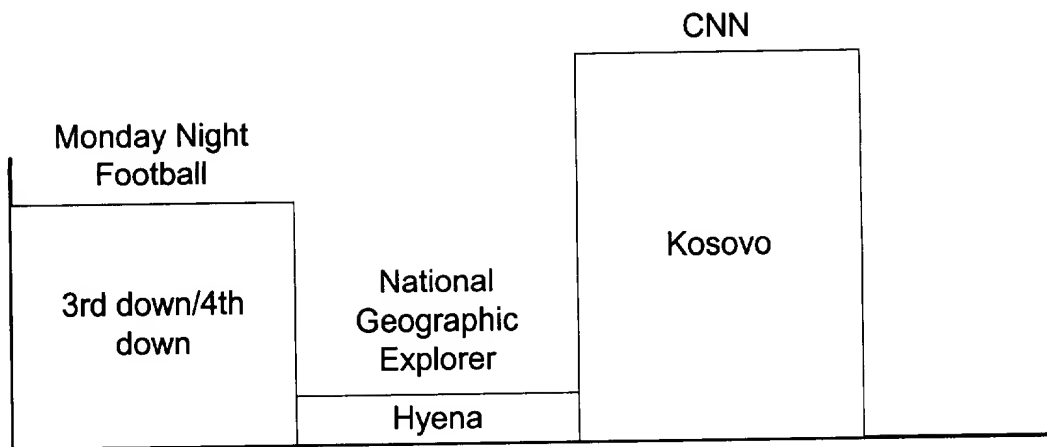 CNN
Monday Night
Football
Kosovo
3rd down/4th
down
National
Geographic
Explorer
Hyena